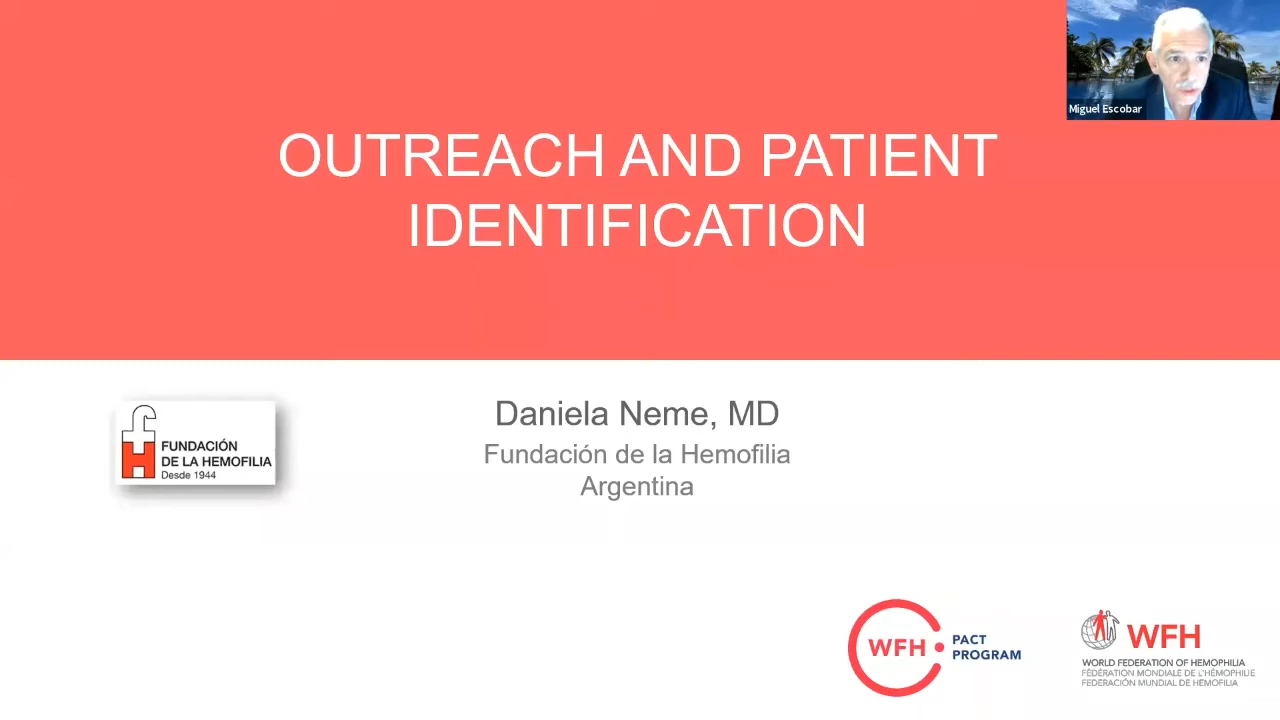 Miguel Escobar
OUTREACH AND PATIENT
IDENTIFICATION
FUNDACIÓN
DE LA HEMOFILIA
Desde 1944
Daniela Neme, MD
Fundación de la Hemofilia
Argentina
WFH
PACT
PROGRAM
WFH
WORLD FEDERATION OF HEMOPHILIA
FÉDÉRATION MONDIALE DE L'HÉMOPHILIE
FEDERACIÓN MUNDIAL DE HEMOFILIA